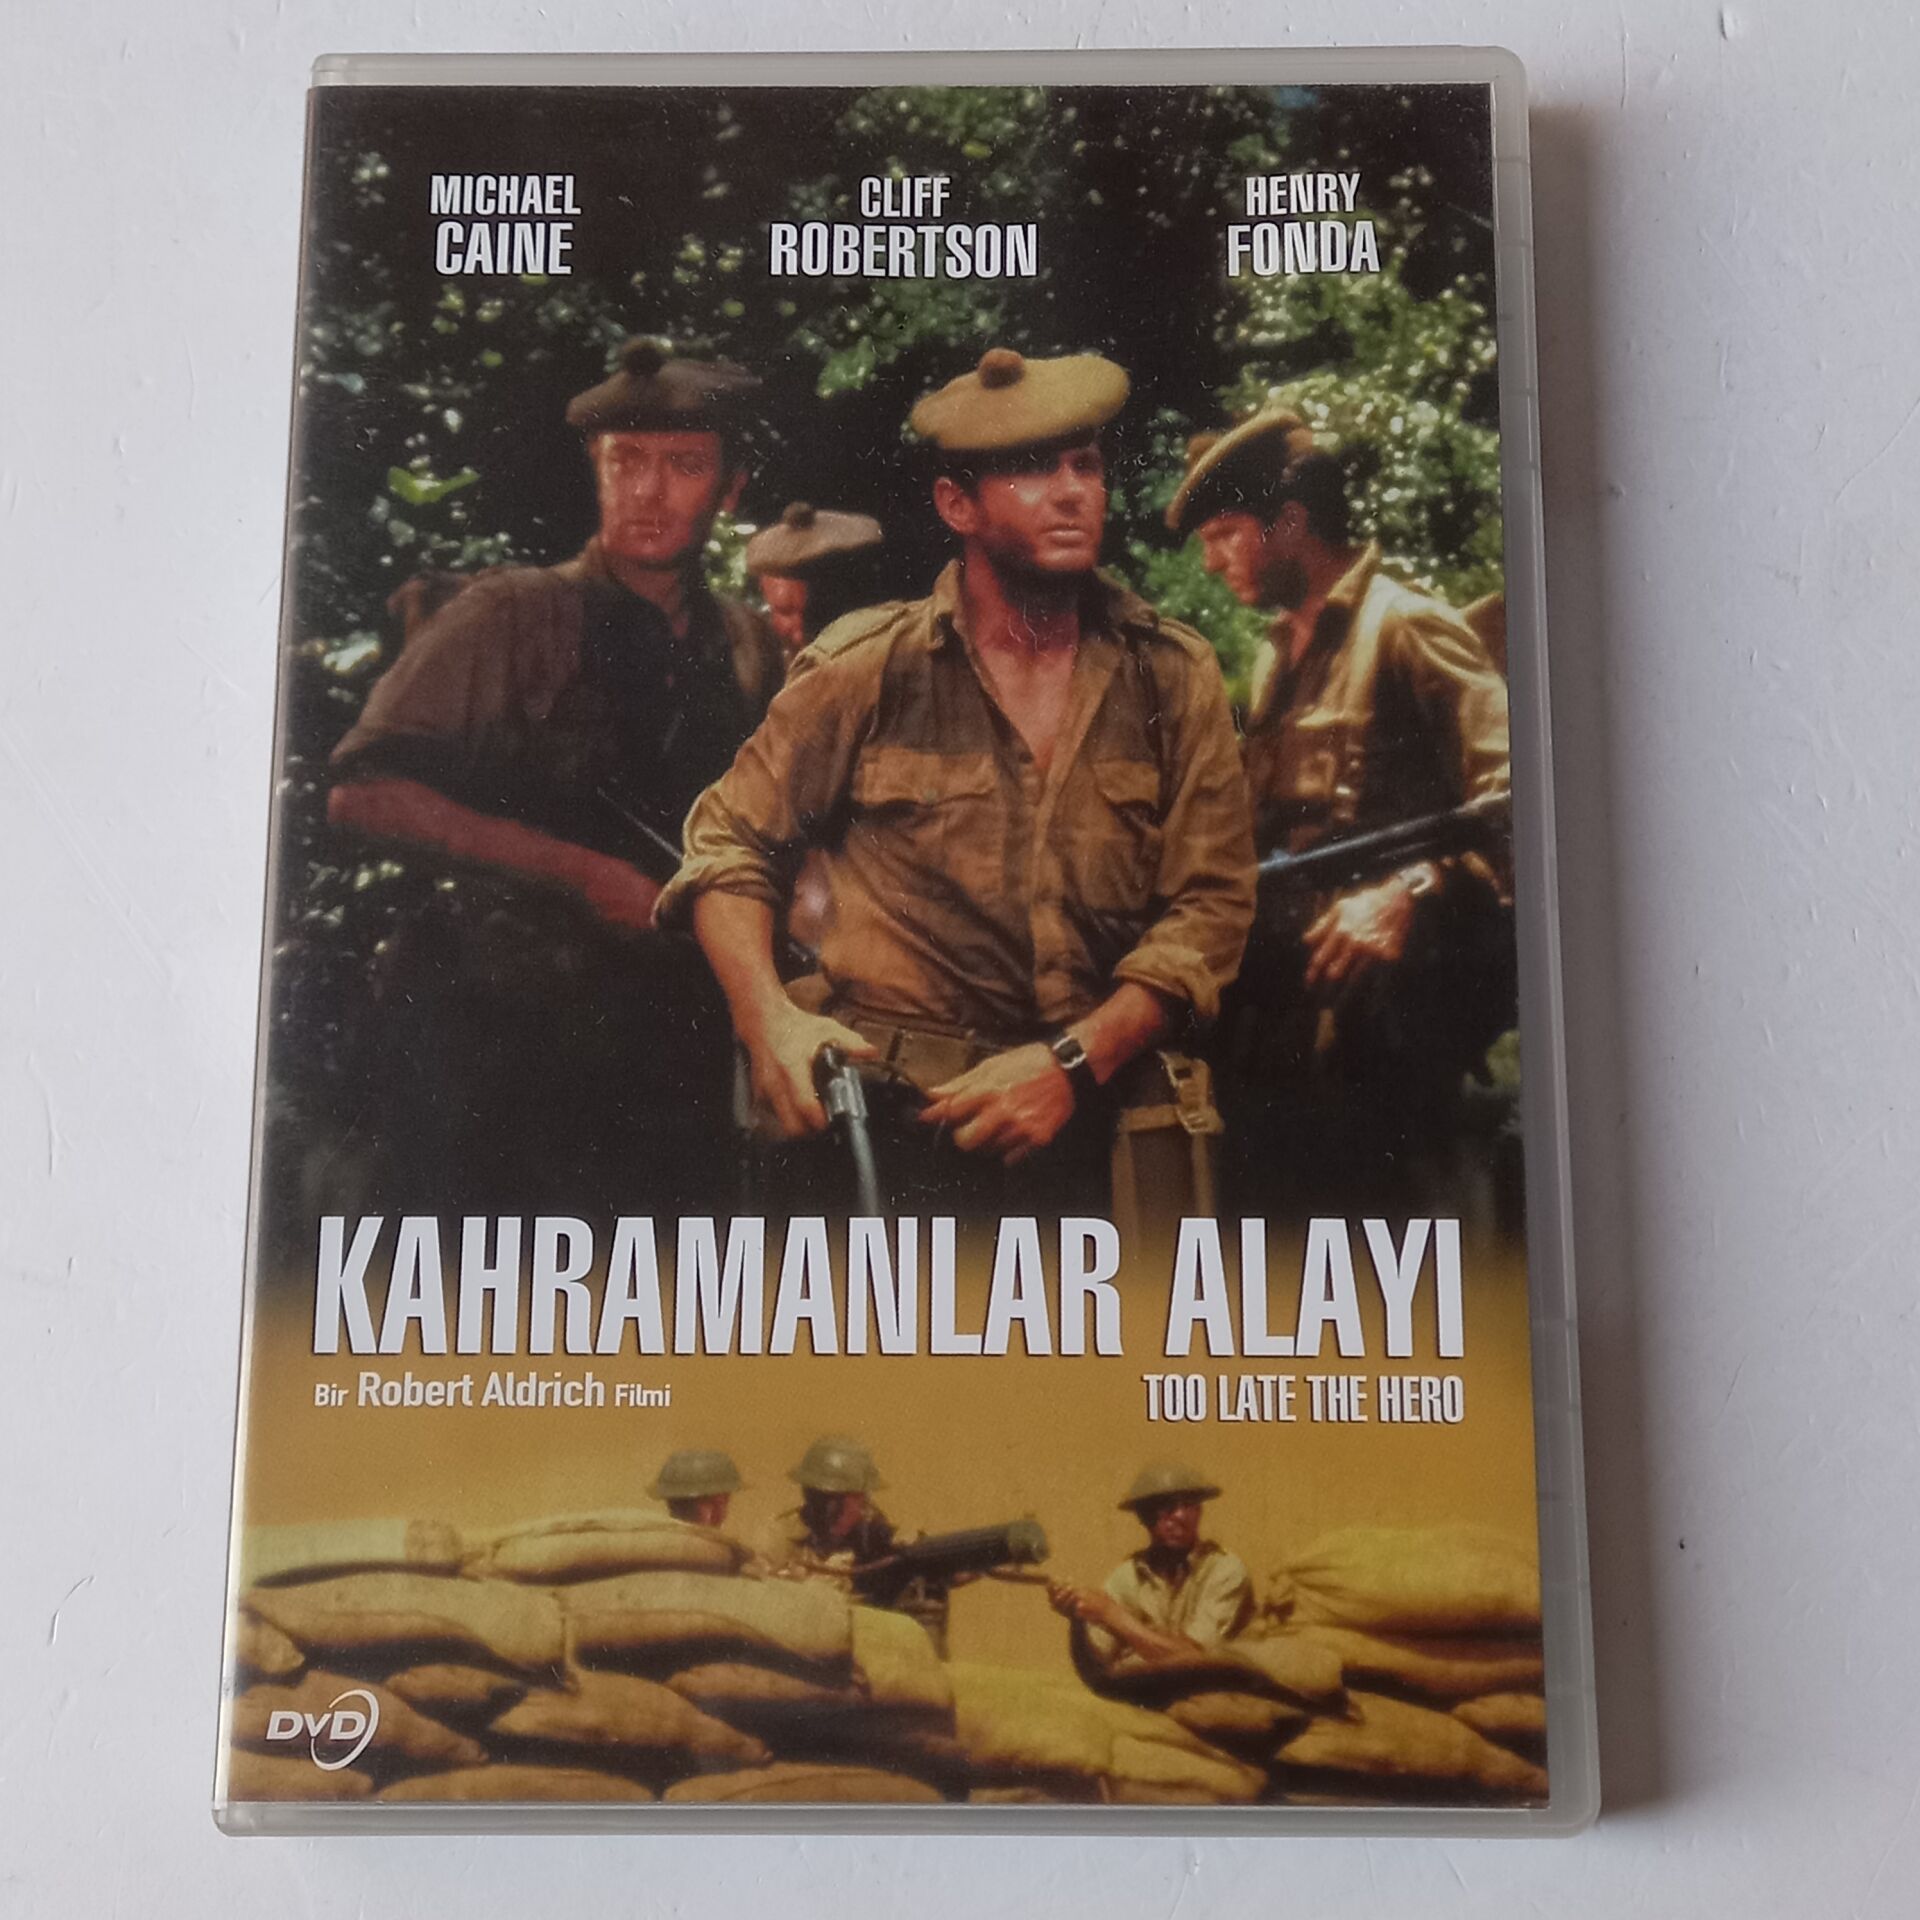 MICHAEL
CAINE
CLIFF
ROBERTSON
HENRY
FONDA
KAHRAMANLAR ALAYI
Bir Robert Aldrich Filmi
TOO LATE THE HERO
DVD